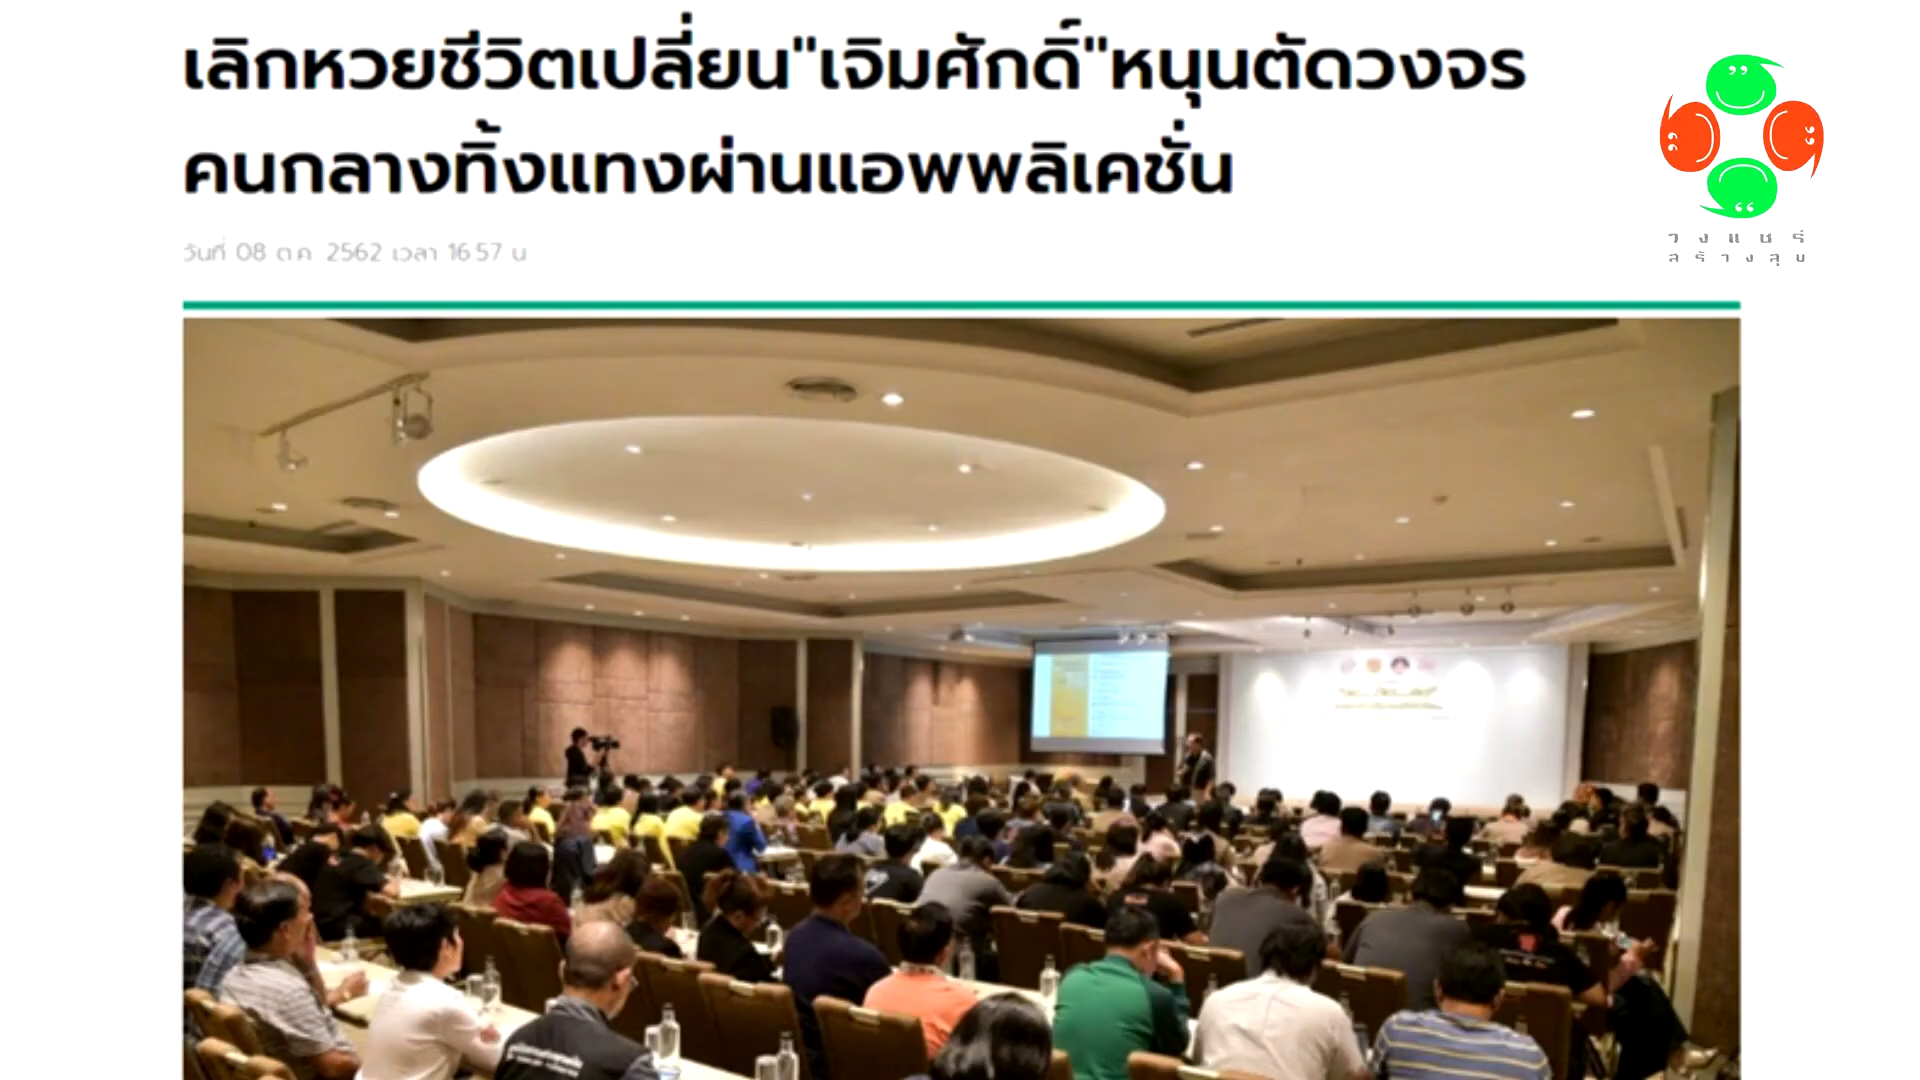 เลิกหวยชีวิตเปลี่ยน"เจิมศักดิ์"หนุนตัดวงจร
คนกลางทิ้งแทงผ่านแอพพลิเคชั่น
วันที่ 08 ต.ค. 2562 เวลา 16:57 น.
วงแชร์
สร้างสุข